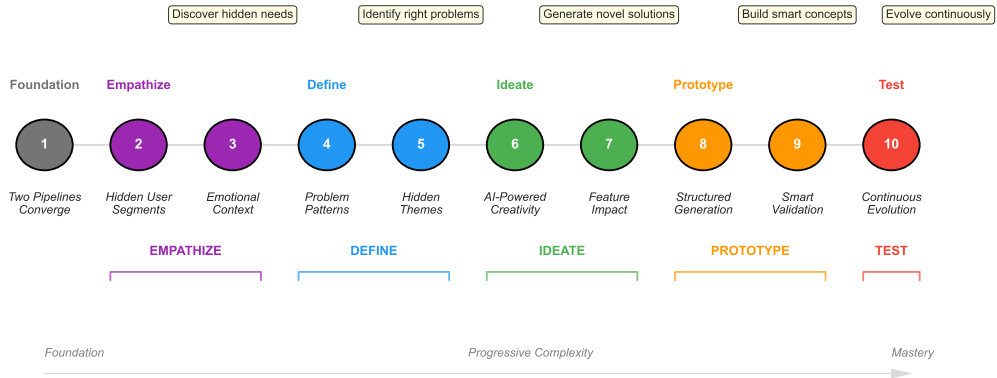 Discover hidden needs
Identify right problems
Generate novel solutions
Build smart concepts
Evolve continuously
Foundation
Empathize
Define
Ideate
Prototype
Test
1
2
3
4
5
6
7
8
9
10
Two Pipelines
Converge
Hidden User
Segments
Emotional
Context
Problem
Patterns
Hidden
Themes
AI-Powered
Creativity
Feature
Impact
Structured
Generation
Smart
Validation
Continuous
Evolution
EMPATHIZE
DEFINE
IDEATE
PROTOTYPE
TEST
Foundation
Progressive Complexity
Mastery